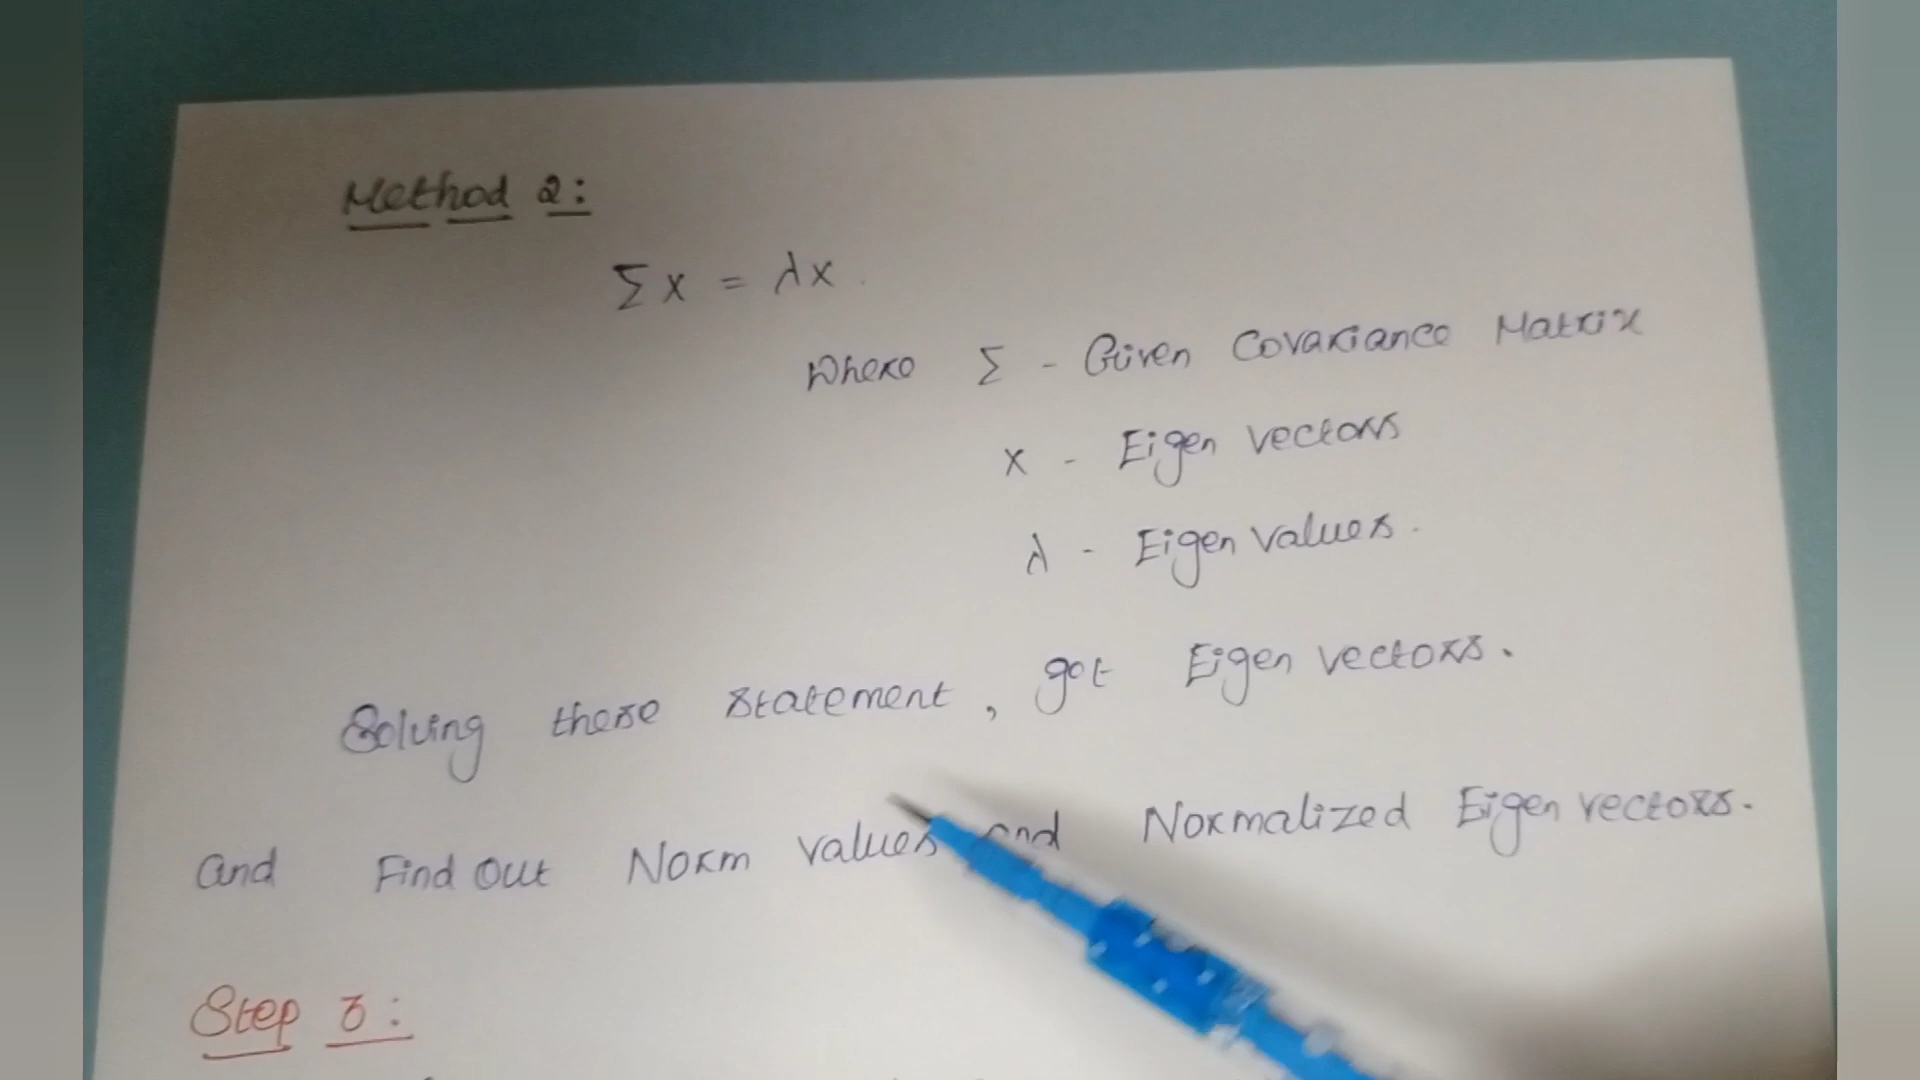 Method 2:
Σx = λx.
Where Σ - Given Covariance Matrix
x - Eigen vectors
λ - Eigen values.
Solving these statement, got Eigen vectors.
and Find Out Norm values and Normalized Eigen vectors.
Step 3: